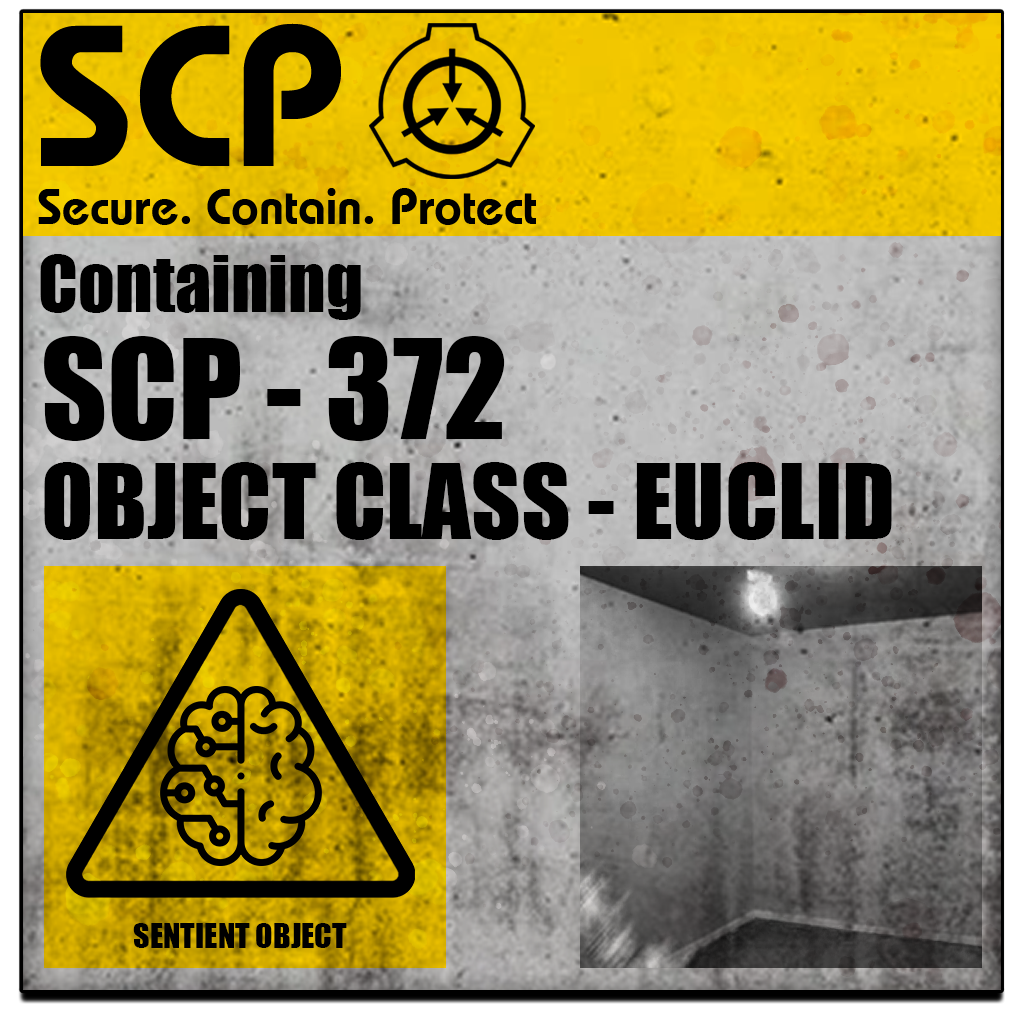 SCP
Secure. Contain. Protect
Containing
SCP - 372
OBJECT CLASS - EUCLID
SENTIENT OBJECT